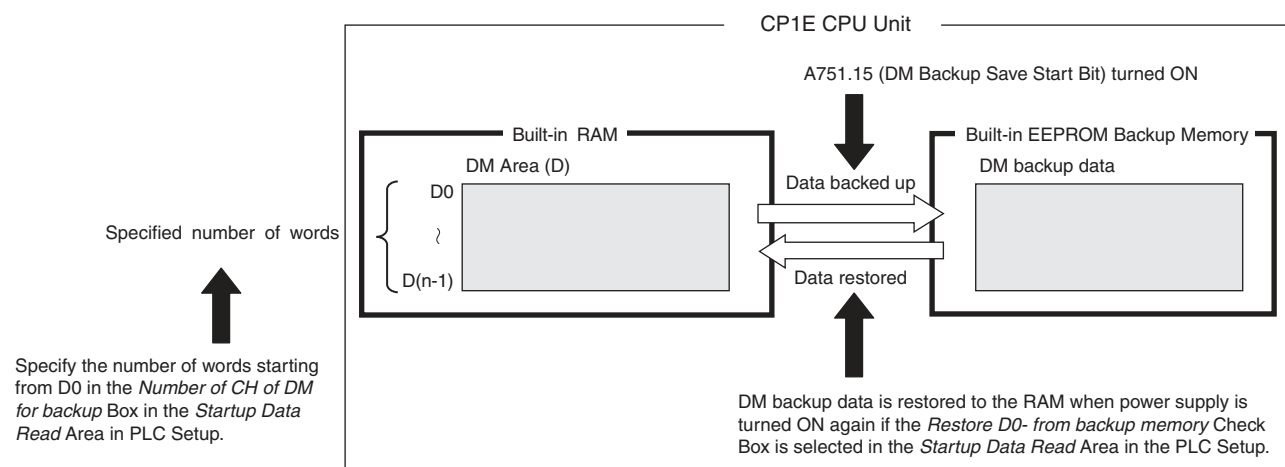 CP1E CPU Unit
A751.15 (DM Backup Save Start Bit) turned ON
Built-in RAM
Built-in EEPROM Backup Memory
DM Area (D)
DM backup data
D0
Data backed up
Specified number of words
~
D(n-1)
Data restored
Specify the number of words starting
from D0 in the Number of CH of DM
for backup Box in the Startup Data
Read Area in PLC Setup.
DM backup data is restored to the RAM when power supply is
turned ON again if the Restore D0- from backup memory Check
Box is selected in the Startup Data Read Area in the PLC Setup.